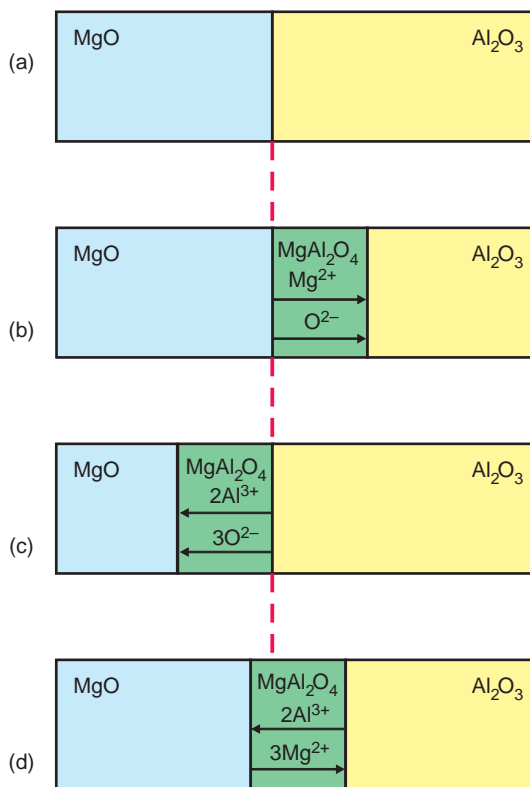 MgO Al₂O₃
(a)
MgO MgAl₂O₄ Al₂O₃
Mg²⁺
(b) O²⁻
MgO MgAl₂O₄ Al₂O₃
2Al³⁺
(c) 3O²⁻
MgO MgAl₂O₄ Al₂O₃
2Al³⁺
(d) 3Mg²⁺